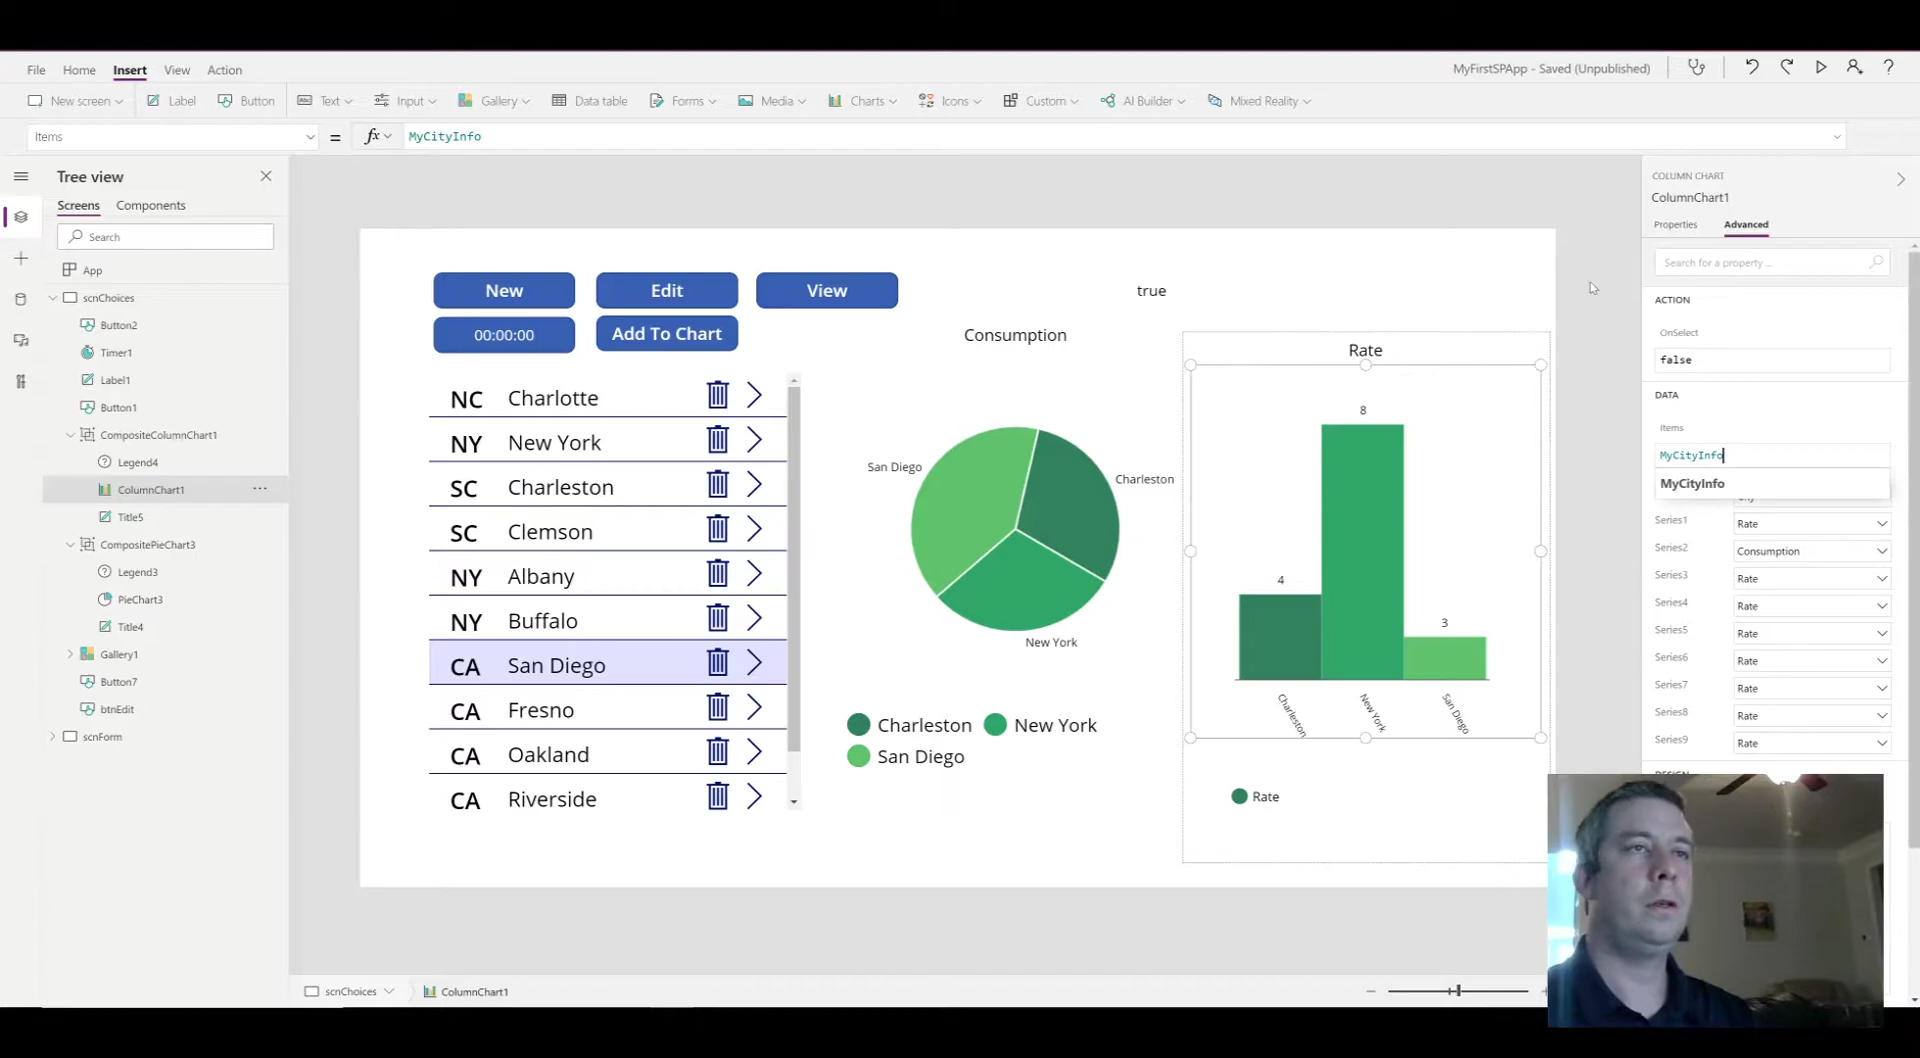 File Home Insert View Action
MyFirstSPApp - Saved (Unpublished)
New screen Label Button Text Input Gallery Data table Forms Media Charts Icons Custom AI Builder Mixed Reality
Items = fx MyCityInfo
Tree view
Screens Components
Search
App
scnChoices
Button2
Timer1
Label1
Button1
CompositeColumnChart1
Legend4
ColumnChart1 ...
Title5
CompositePieChart3
Legend3
PieChart3
Title4
Gallery1
Button7
btnEdit
scnForm
New Edit View
00:00:00 Add To Chart
true
NC Charlotte
NY New York
SC Charleston
SC Clemson
NY Albany
NY Buffalo
CA San Diego
CA Fresno
CA Oakland
CA Riverside
Consumption
San Diego
Charleston
New York
Charleston New York
San Diego
Rate
8
4
3
Charleston
New York
San Diego
Rate
COLUMN CHART
ColumnChart1
Properties Advanced
Search for a property ...
ACTION
OnSelect
false
DATA
Items
MyCityInfo
MyCityInfo
Series1 Rate
Series2 Consumption
Series3 Rate
Series4 Rate
Series5 Rate
Series6 Rate
Series7 Rate
Series8 Rate
Series9 Rate
scnChoices ColumnChart1